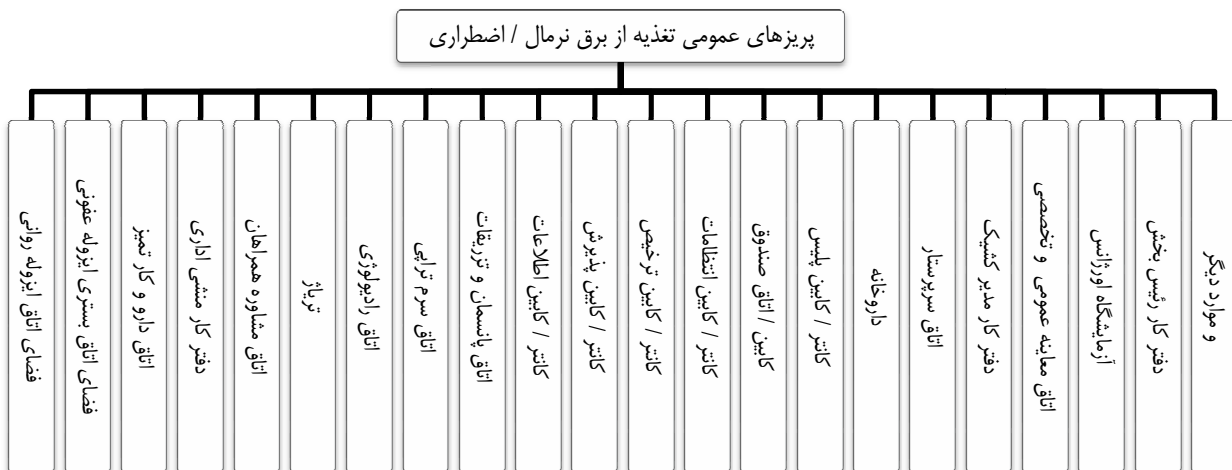 پریزهای عمومی تغذیه از برق نرمال / اضطراری
و موارد دیگر
دفتر کار رئیس بخش
آزمایشگاه اورژانس
اتاق معاینه عمومی و تخصصی
دفتر کار مدیر کشیک
اتاق سرپرستار
داروخانه
کانتر / کابین پلیس
کابین / اتاق صندوق
کانتر / کابین انتظامات
کانتر / کابین ترخیص
کانتر / کابین پذیرش
کانتر / کابین اطلاعات
اتاق پانسمان و تزریقات
اتاق سرم تراپی
اتاق رادیولوژی
تریاژ
اتاق مشاوره همراهان
دفتر کار منشی اداری
اتاق دارو و کار تمیز
فضای اتاق بستری ایزوله عفونی
فضای اتاق ایزوله روانی